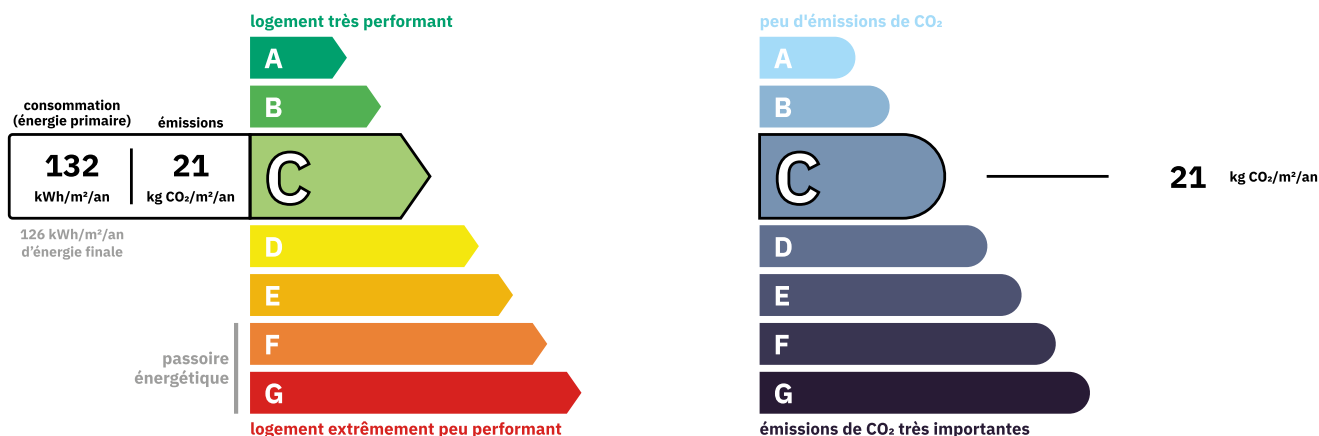 logement très performant
A
B
consommation
(énergie primaire)
émissions
132
kWh/m²/an
21
kg CO₂/m²/an
C
126 kWh/m²/an
d'énergie finale
D
E
F
passoire
énergétique
G
logement extrêmement peu performant
peu d'émissions de CO₂
A
B
C
21 kg CO₂/m²/an
D
E
F
G
émissions de CO₂ très importantes